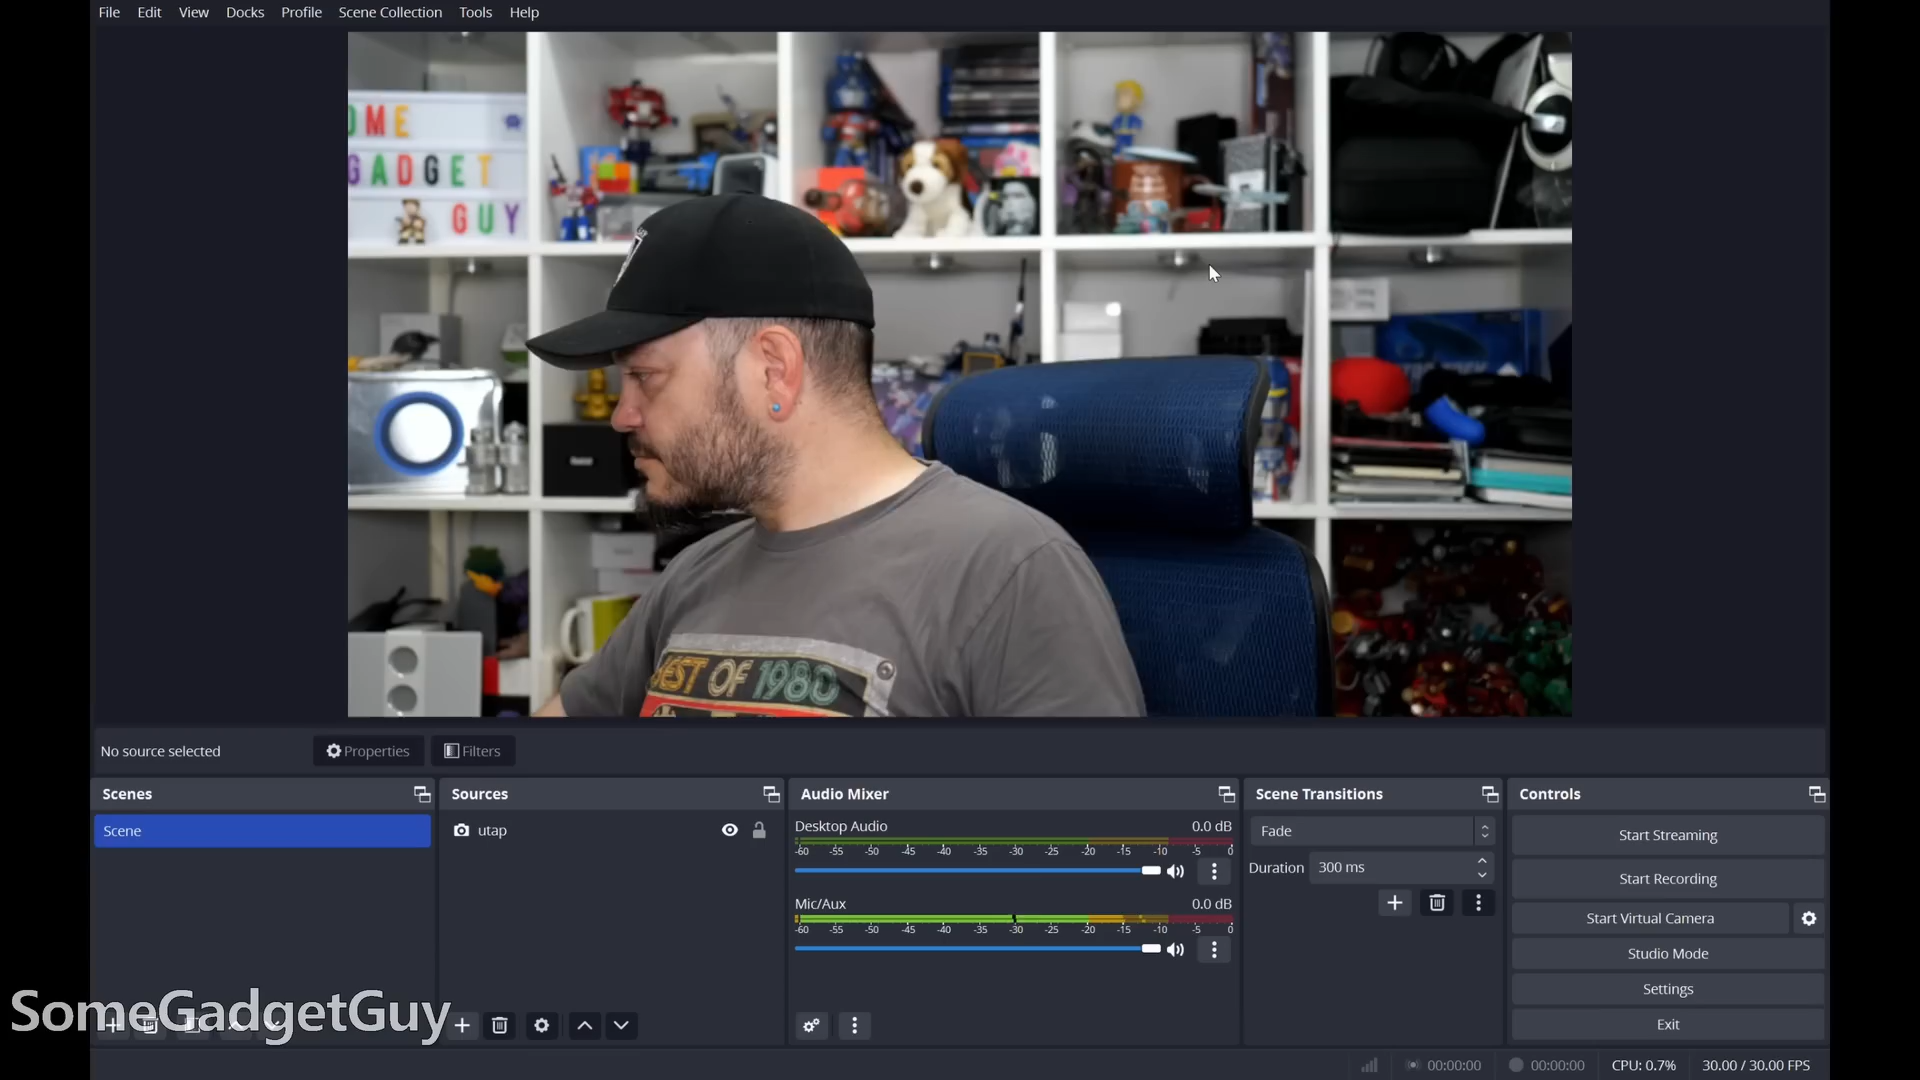 File Edit View Docks Profile Scene Collection Tools Help
OME
GADGET
GUY
BEST OF 1980
No source selected Properties Filters
Scenes
Scene
Sources
utap
Audio Mixer
Desktop Audio 0.0 dB
-60 -55 -50 -45 -40 -35 -30 -25 -20 -15 -10 -5 0
Mic/Aux 0.0 dB
-60 -55 -50 -45 -40 -35 -30 -25 -20 -15 -10 -5 0
Scene Transitions
Fade
Duration 300 ms
Controls
Start Streaming
Start Recording
Start Virtual Camera
Studio Mode
Settings
Exit
SomeGadgetGuy
00:00:00 00:00:00 CPU: 0.7% 30.00 / 30.00 FPS